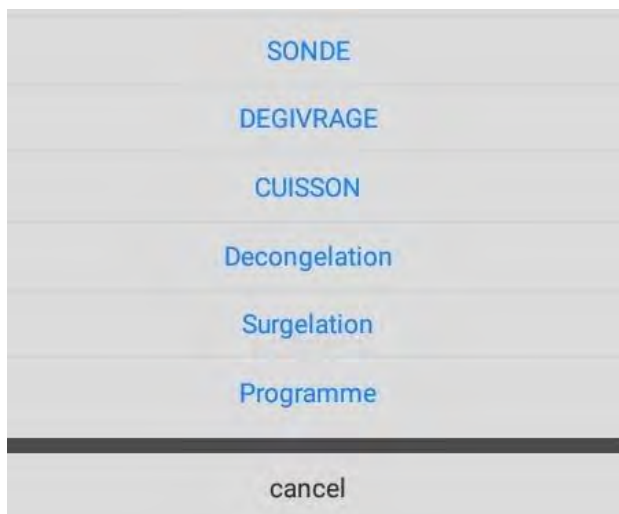 SONDE
DEGIVRAGE
CUISSON
Decongelation
Surgelation
Programme
cancel